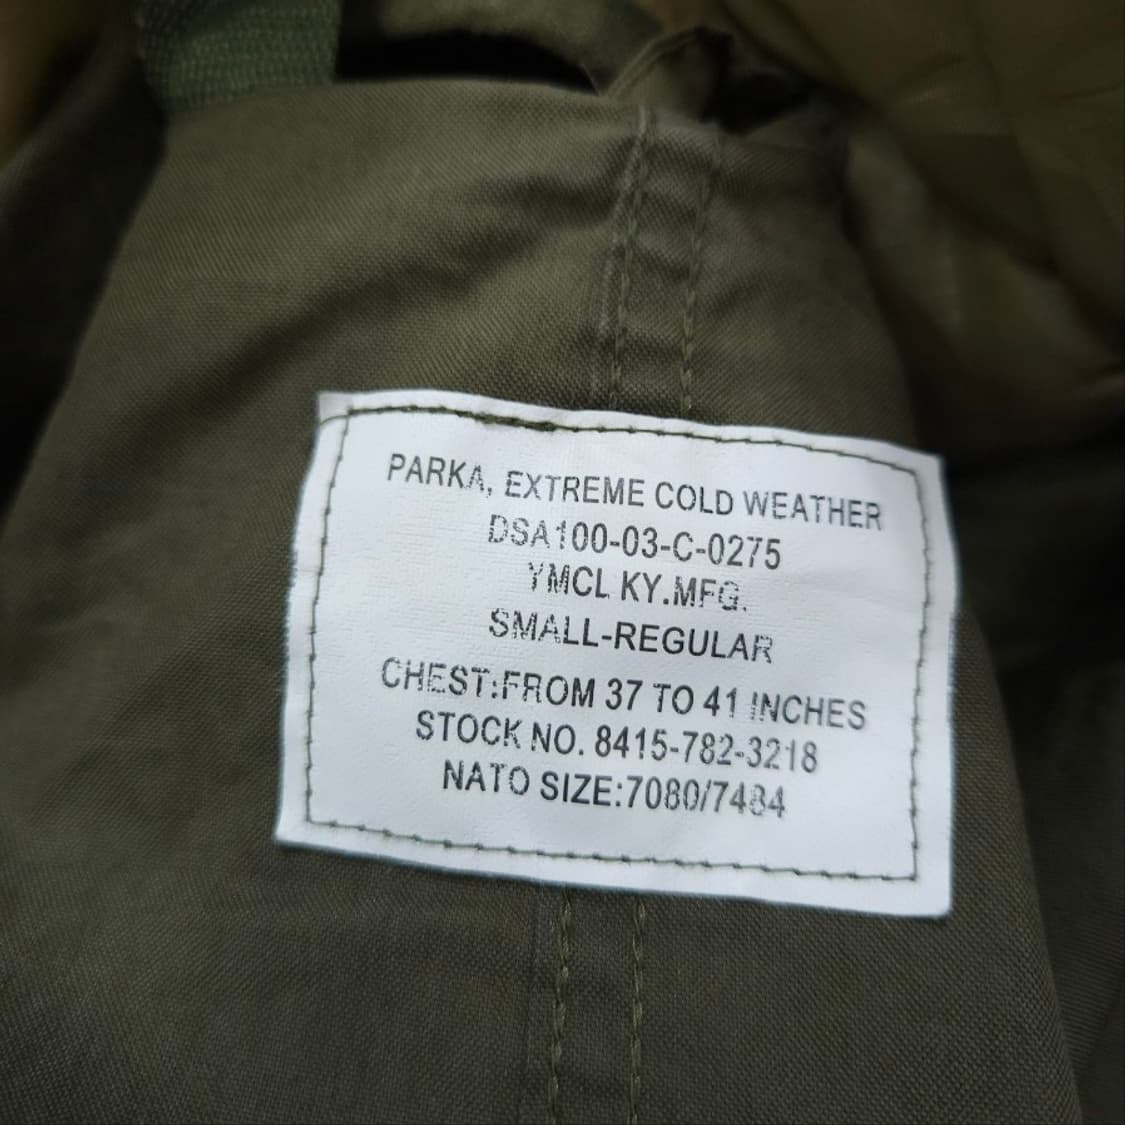 PARKA, EXTREME COLD WEATHER
DSA100-03-C-0275
YMCL KY.MFG.
SMALL-REGULAR
CHEST:FROM 37 TO 41 INCHES
STOCK NO. 8415-782-3218
NATO SIZE:7080/7484